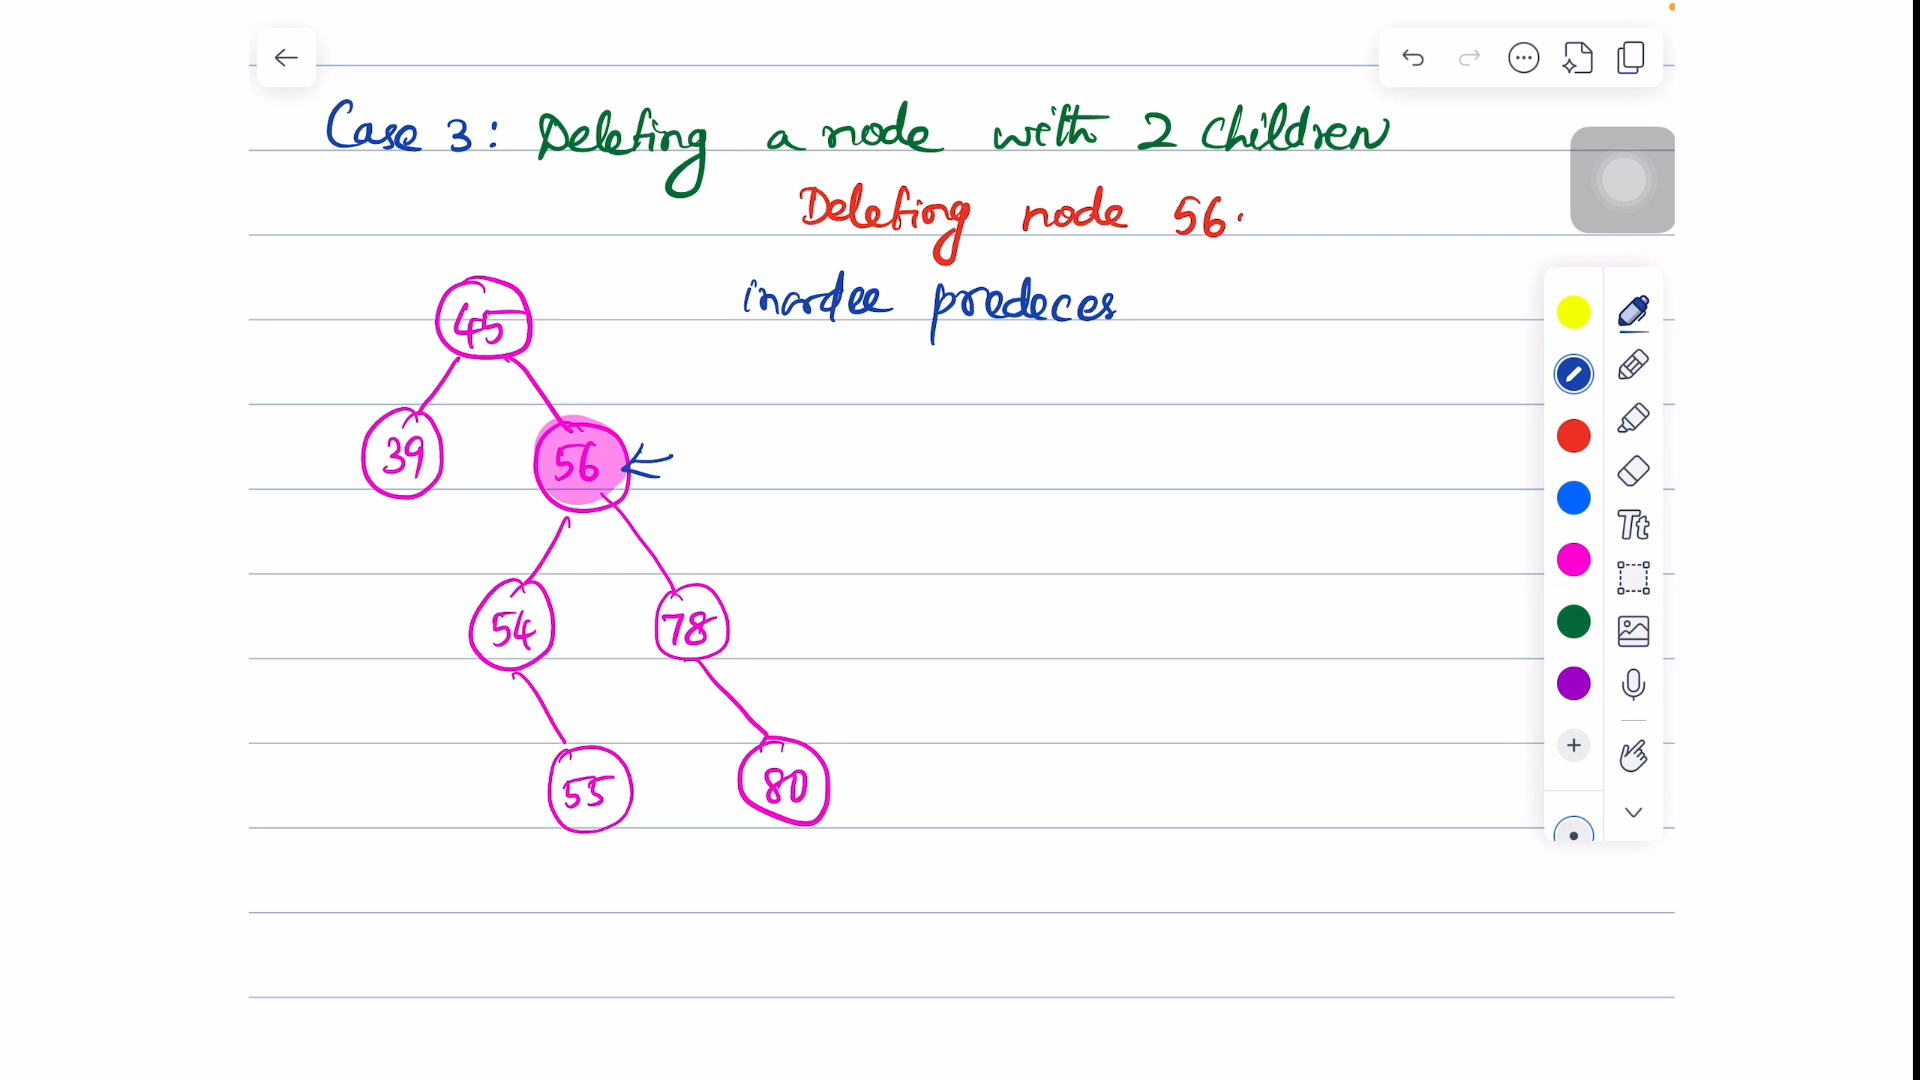 Case 3: Deleting a node with 2 children
Deleting node 56.
inordee predeces
45
39
56
54
78
55
80
Tt